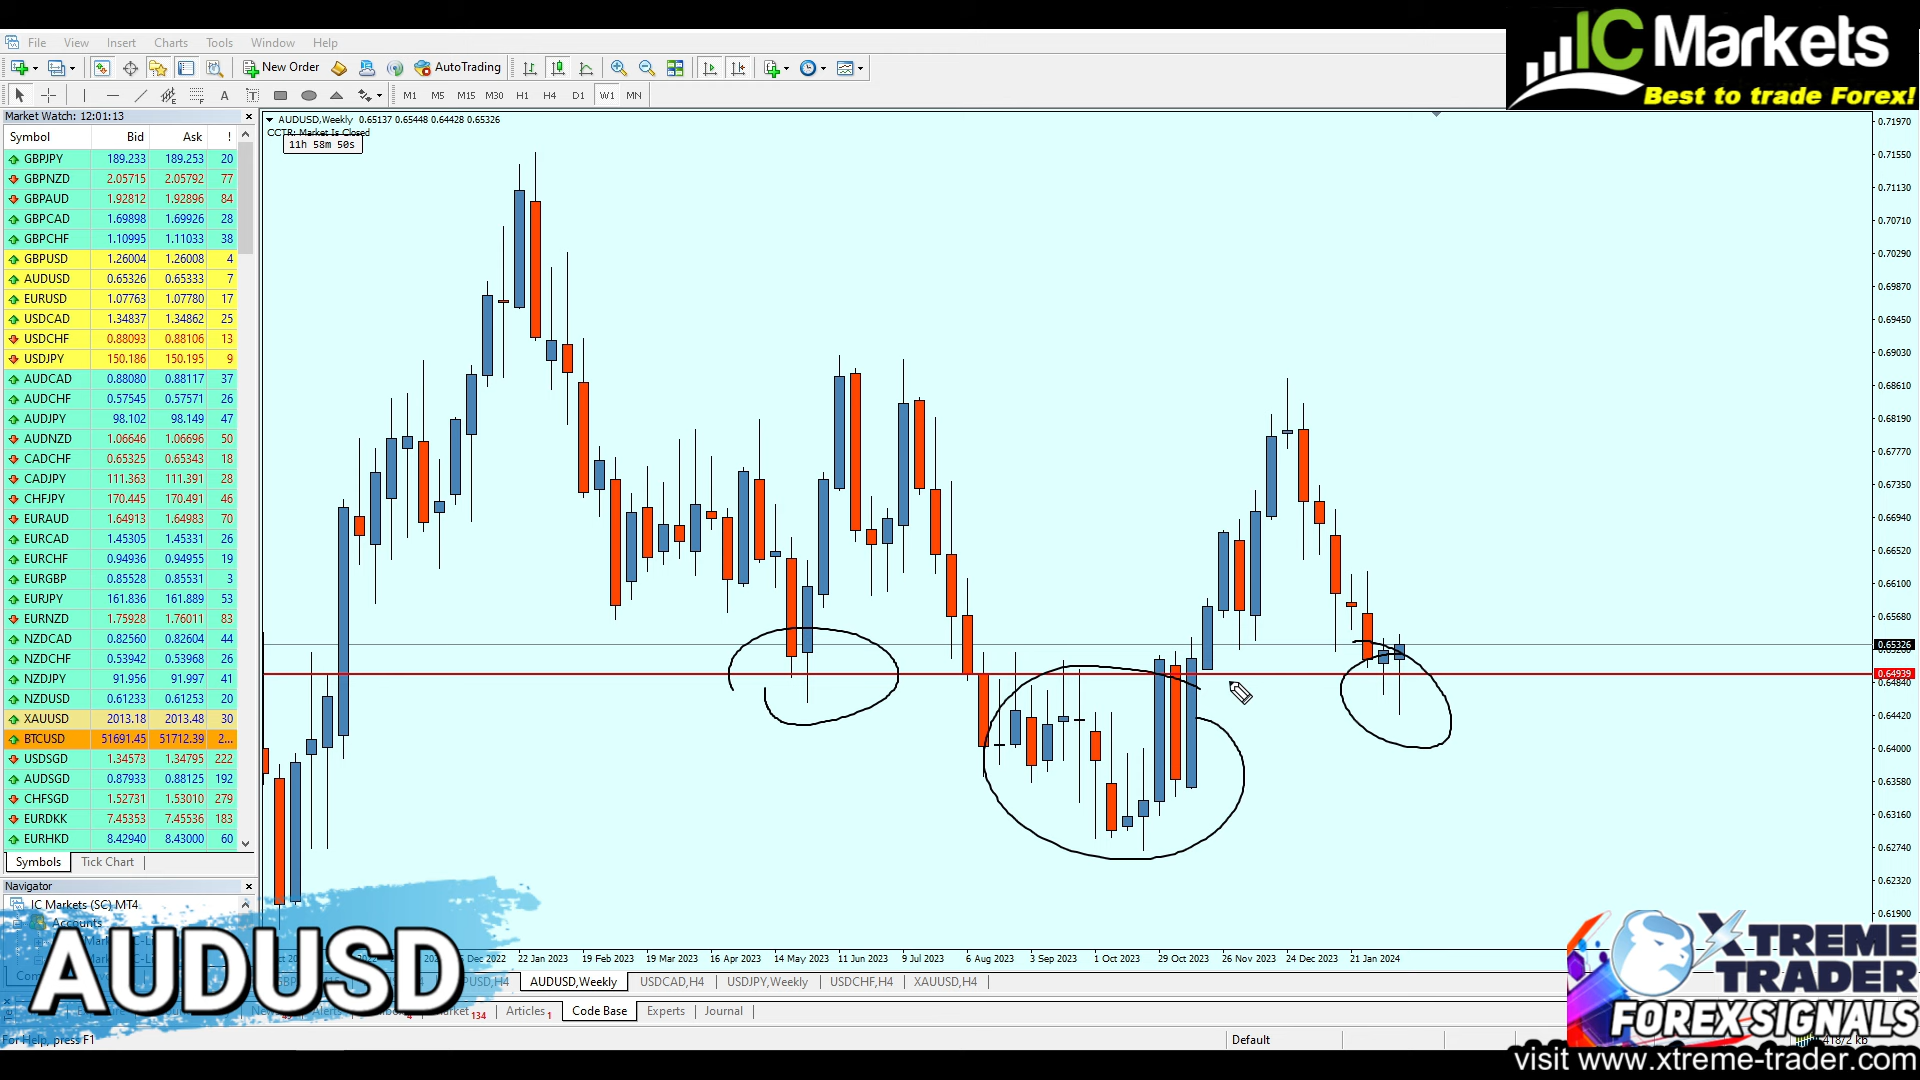 IC Markets
Best to trade Forex!
File View Insert Charts Tools Window Help
New Order AutoTrading
A T M1 M5 M15 M30 H1 H4 D1 W1 MN
Market Watch: 12:01:13
Symbol Bid Ask !
GBPJPY 189.233 189.253 20
GBPNZD 2.05715 2.05792 77
GBPAUD 1.92812 1.92896 84
GBPCAD 1.69898 1.69926 28
GBPCHF 1.10995 1.11033 38
GBPUSD 1.26004 1.26008 4
AUDUSD 0.65326 0.65333 7
EURUSD 1.07763 1.07780 17
USDCAD 1.34837 1.34862 25
USDCHF 0.88093 0.88106 13
USDJPY 150.186 150.195 9
AUDCAD 0.88080 0.88117 37
AUDCHF 0.57545 0.57571 26
AUDJPY 98.102 98.149 47
AUDNZD 1.06646 1.06696 50
CADCHF 0.65325 0.65343 18
CADJPY 111.363 111.391 28
CHFJPY 170.445 170.491 46
EURAUD 1.64913 1.64983 70
EURCAD 1.45305 1.45331 26
EURCHF 0.94936 0.94955 19
EURGBP 0.85528 0.85531 3
EURJPY 161.836 161.889 53
EURNZD 1.75928 1.76011 83
NZDCAD 0.82560 0.82604 44
NZDCHF 0.53942 0.53968 26
NZDJPY 91.956 91.997 41
NZDUSD 0.61233 0.61253 20
XAUUSD 2013.18 2013.48 30
BTCUSD 51691.45 51712.39 2...
USDSGD 1.34573 1.34795 222
AUDSGD 0.87933 0.88125 192
CHFSGD 1.52731 1.53010 279
EURDKK 7.45353 7.45536 183
EURHKD 8.42940 8.43000 60
Symbols Tick Chart
Navigator
IC Markets (SC) MT4
Accounts
AUDUSD
AUDUSD,Weekly 0.65137 0.65448 0.64428 0.65326
CCTR: Market Is Closed
11h 58m 50s
0.71970
0.71550
0.71130
0.70710
0.70290
0.69870
0.69450
0.69030
0.68610
0.68190
0.67770
0.67350
0.66940
0.66520
0.66100
0.65680
0.65326
0.64939
0.64840
0.64420
0.64000
0.63580
0.63160
0.62740
0.62320
0.61900
Dec 2022 22 Jan 2023 19 Feb 2023 19 Mar 2023 16 Apr 2023 14 May 2023 11 Jun 2023 9 Jul 2023 6 Aug 2023 3 Sep 2023 1 Oct 2023 29 Oct 2023 26 Nov 2023 24 Dec 2023 21 Jan 2024
AUDUSD,Weekly USDCAD,H4 USDJPY,Weekly USDCHF,H4 XAUUSD,H4
134 Articles 1 Code Base Experts Journal
For Help, press F1
Default
XTREME
TRADER
FOREX SIGNALS
visit www.xtreme-trader.com